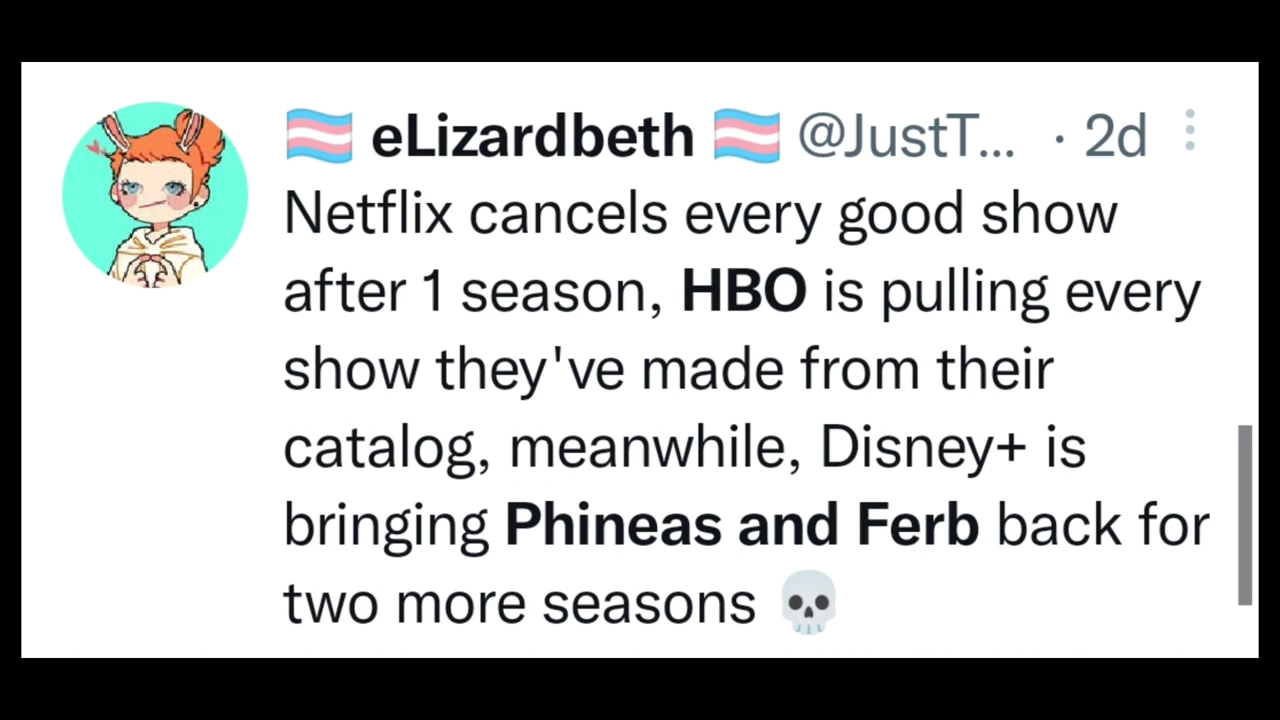 🏳️‍⚧️ eLizardbeth 🏳️‍⚧️ @JustT... · 2d
Netflix cancels every good show
after 1 season, HBO is pulling every
show they've made from their
catalog, meanwhile, Disney+ is
bringing Phineas and Ferb back for
two more seasons 💀